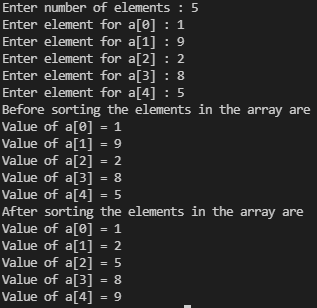 Enter number of elements : 5
Enter element for a[0] : 1
Enter element for a[1] : 9
Enter element for a[2] : 2
Enter element for a[3] : 8
Enter element for a[4] : 5
Before sorting the elements in the array are
Value of a[0] = 1
Value of a[1] = 9
Value of a[2] = 2
Value of a[3] = 8
Value of a[4] = 5
After sorting the elements in the array are
Value of a[0] = 1
Value of a[1] = 2
Value of a[2] = 5
Value of a[3] = 8
Value of a[4] = 9